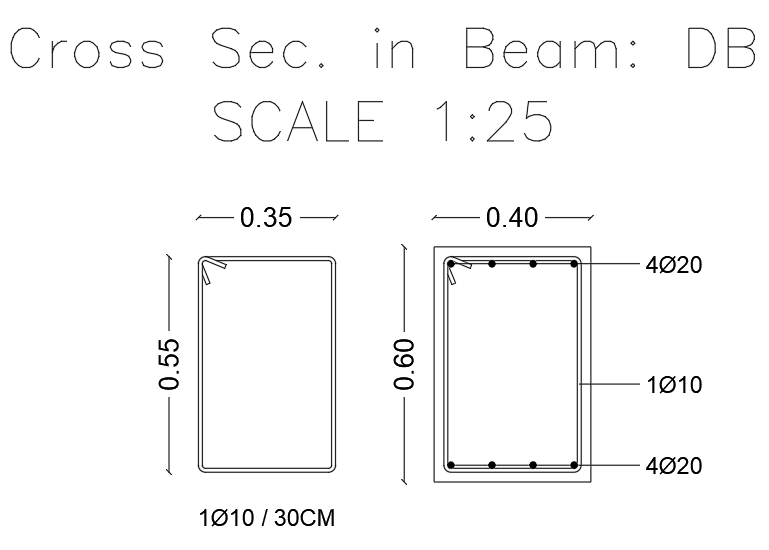 Cross Sec. in Beam: DB
SCALE 1:25
0.35
0.40
4Ø20
0.55
0.60
1Ø10
4Ø20
1Ø10 / 30CM